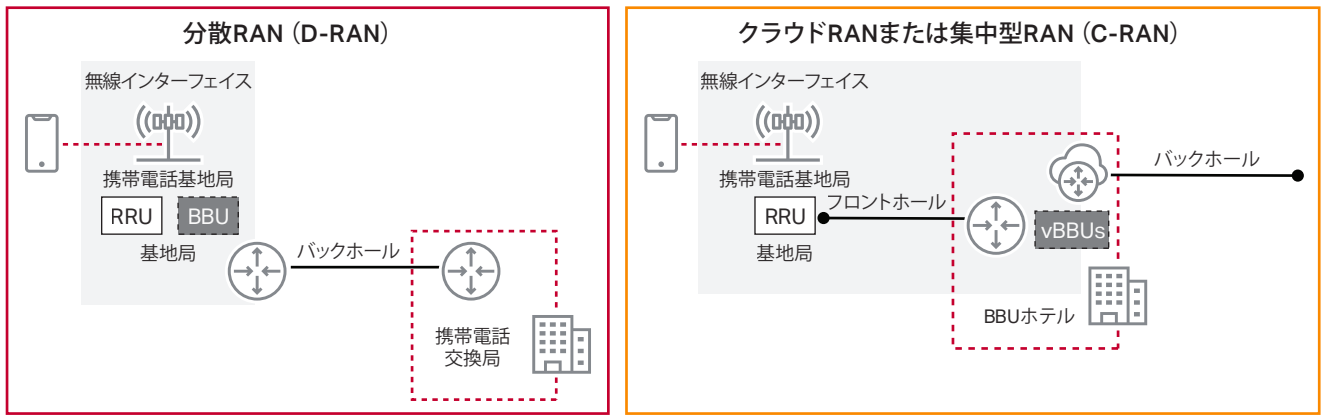 分散RAN（D-RAN）
無線インターフェイス
携帯電話基地局
RRU
BBU
基地局
バックホール
携帯電話
交換局
クラウドRANまたは集中型RAN（C-RAN）
無線インターフェイス
携帯電話基地局
RRU
基地局
フロントホール
バックホール
vBBUs
BBUホテル